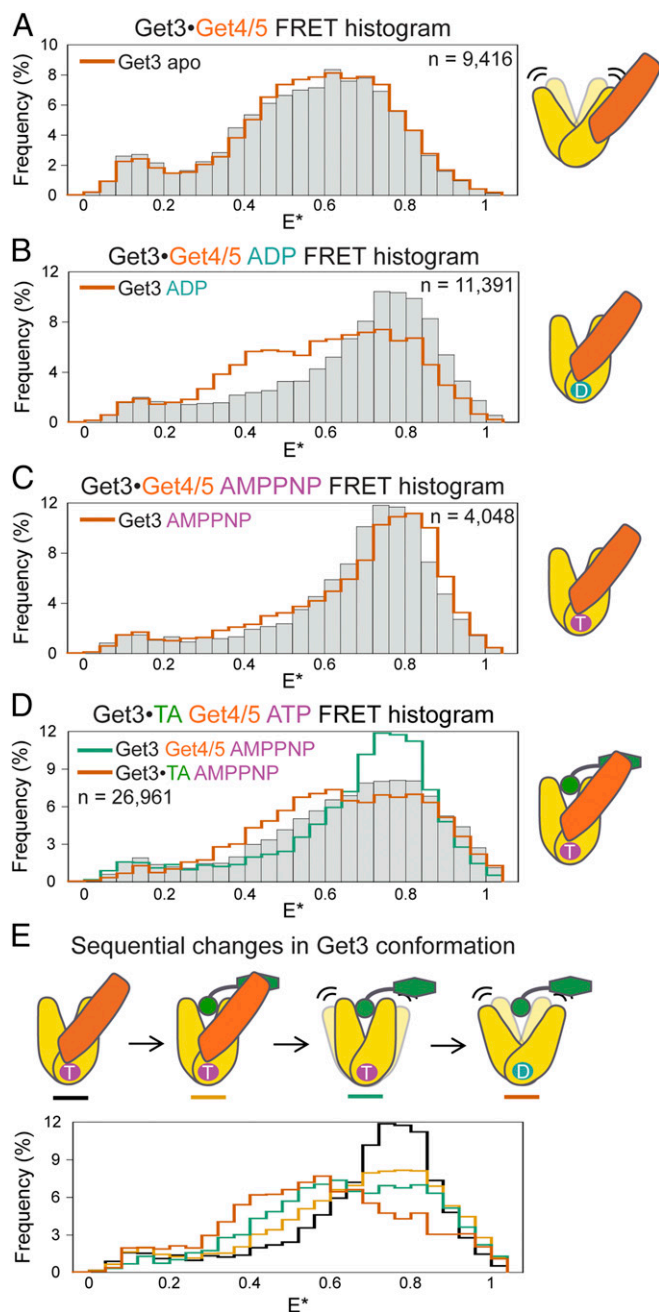 A
Get3•Get4/5 FRET histogram
Get3 apo
n = 9,416
Frequency (%)
10
8
6
4
2
0
0 0.2 0.4 0.6 0.8 1
E*
B
Get3•Get4/5 ADP FRET histogram
Get3 ADP
n = 11,391
Frequency (%)
12
8
4
0
0 0.2 0.4 0.6 0.8 1
E*
D
C
Get3•Get4/5 AMPPNP FRET histogram
Get3 AMPPNP
n = 4,048
Frequency (%)
12
8
4
0
0 0.2 0.4 0.6 0.8 1
E*
T
D
Get3•TA Get4/5 ATP FRET histogram
Get3 Get4/5 AMPPNP
Get3•TA AMPPNP
n = 26,961
Frequency (%)
12
9
6
3
0
0 0.2 0.4 0.6 0.8 1
E*
T
E
Sequential changes in Get3 conformation
T T T D
Frequency (%)
12
9
6
3
0
0 0.2 0.4 0.6 0.8 1
E*